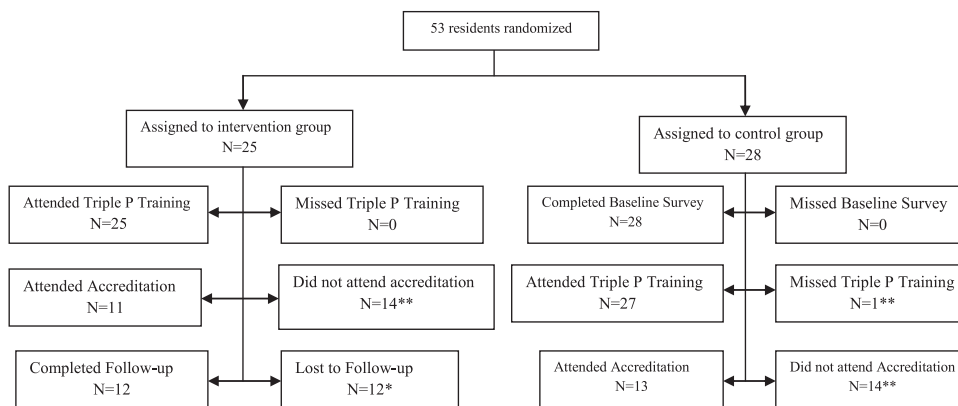 53 residents randomized
Assigned to intervention group
N=25
Assigned to control group
N=28
Attended Triple P Training
N=25
Missed Triple P Training
N=0
Completed Baseline Survey
N=28
Missed Baseline Survey
N=0
Attended Accreditation
N=11
Did not attend accreditation
N=14**
Attended Triple P Training
N=27
Missed Triple P Training
N=1**
Completed Follow-up
N=12
Lost to Follow-up
N=12*
Attended Accreditation
N=13
Did not attend Accreditation
N=14**